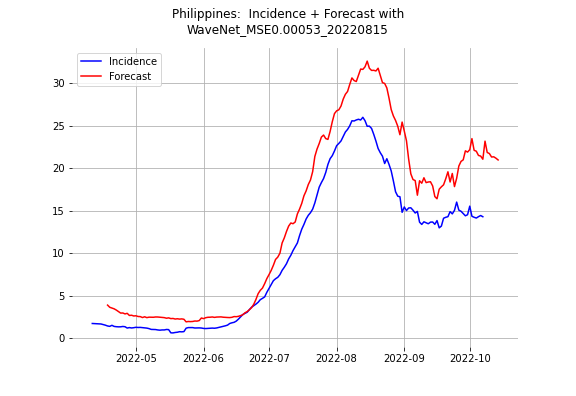 Philippines:  Incidence + Forecast with
WaveNet_MSE0.00053_20220815
Incidence
Forecast
30
25
20
15
10
5
0
2022-05 2022-06 2022-07 2022-08 2022-09 2022-10